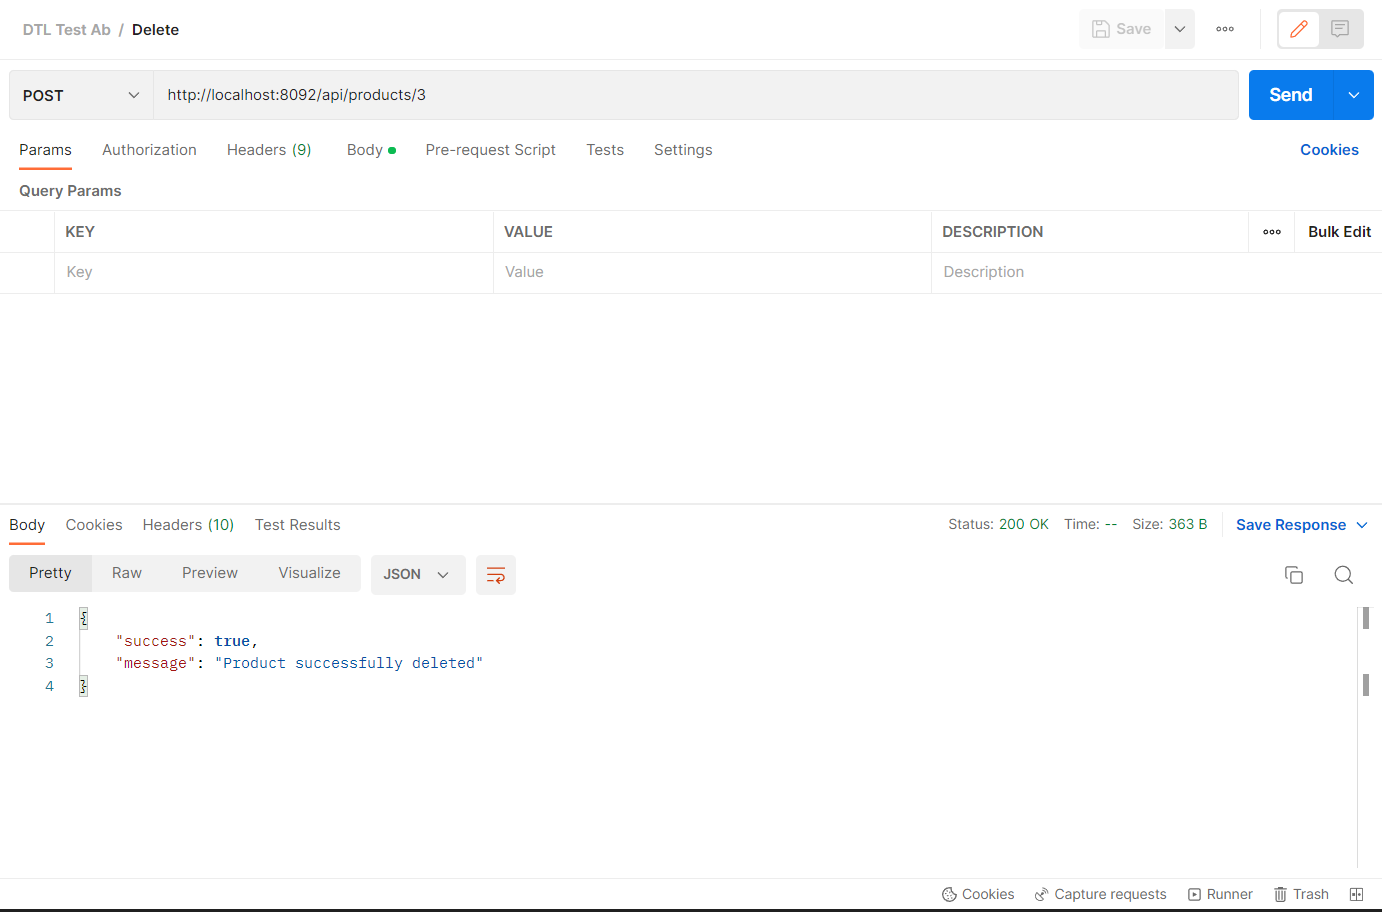 DTL Test Ab / Delete
Save
POST
http://localhost:8092/api/products/3
Send
Params Authorization Headers (9) Body Pre-request Script Tests Settings Cookies
Query Params
KEY VALUE DESCRIPTION Bulk Edit
Key Value Description
Body Cookies Headers (10) Test Results Status: 200 OK Time: -- Size: 363 B Save Response
Pretty Raw Preview Visualize JSON
1 {
2 "success": true,
3 "message": "Product successfully deleted"
4 }
Cookies Capture requests Runner Trash